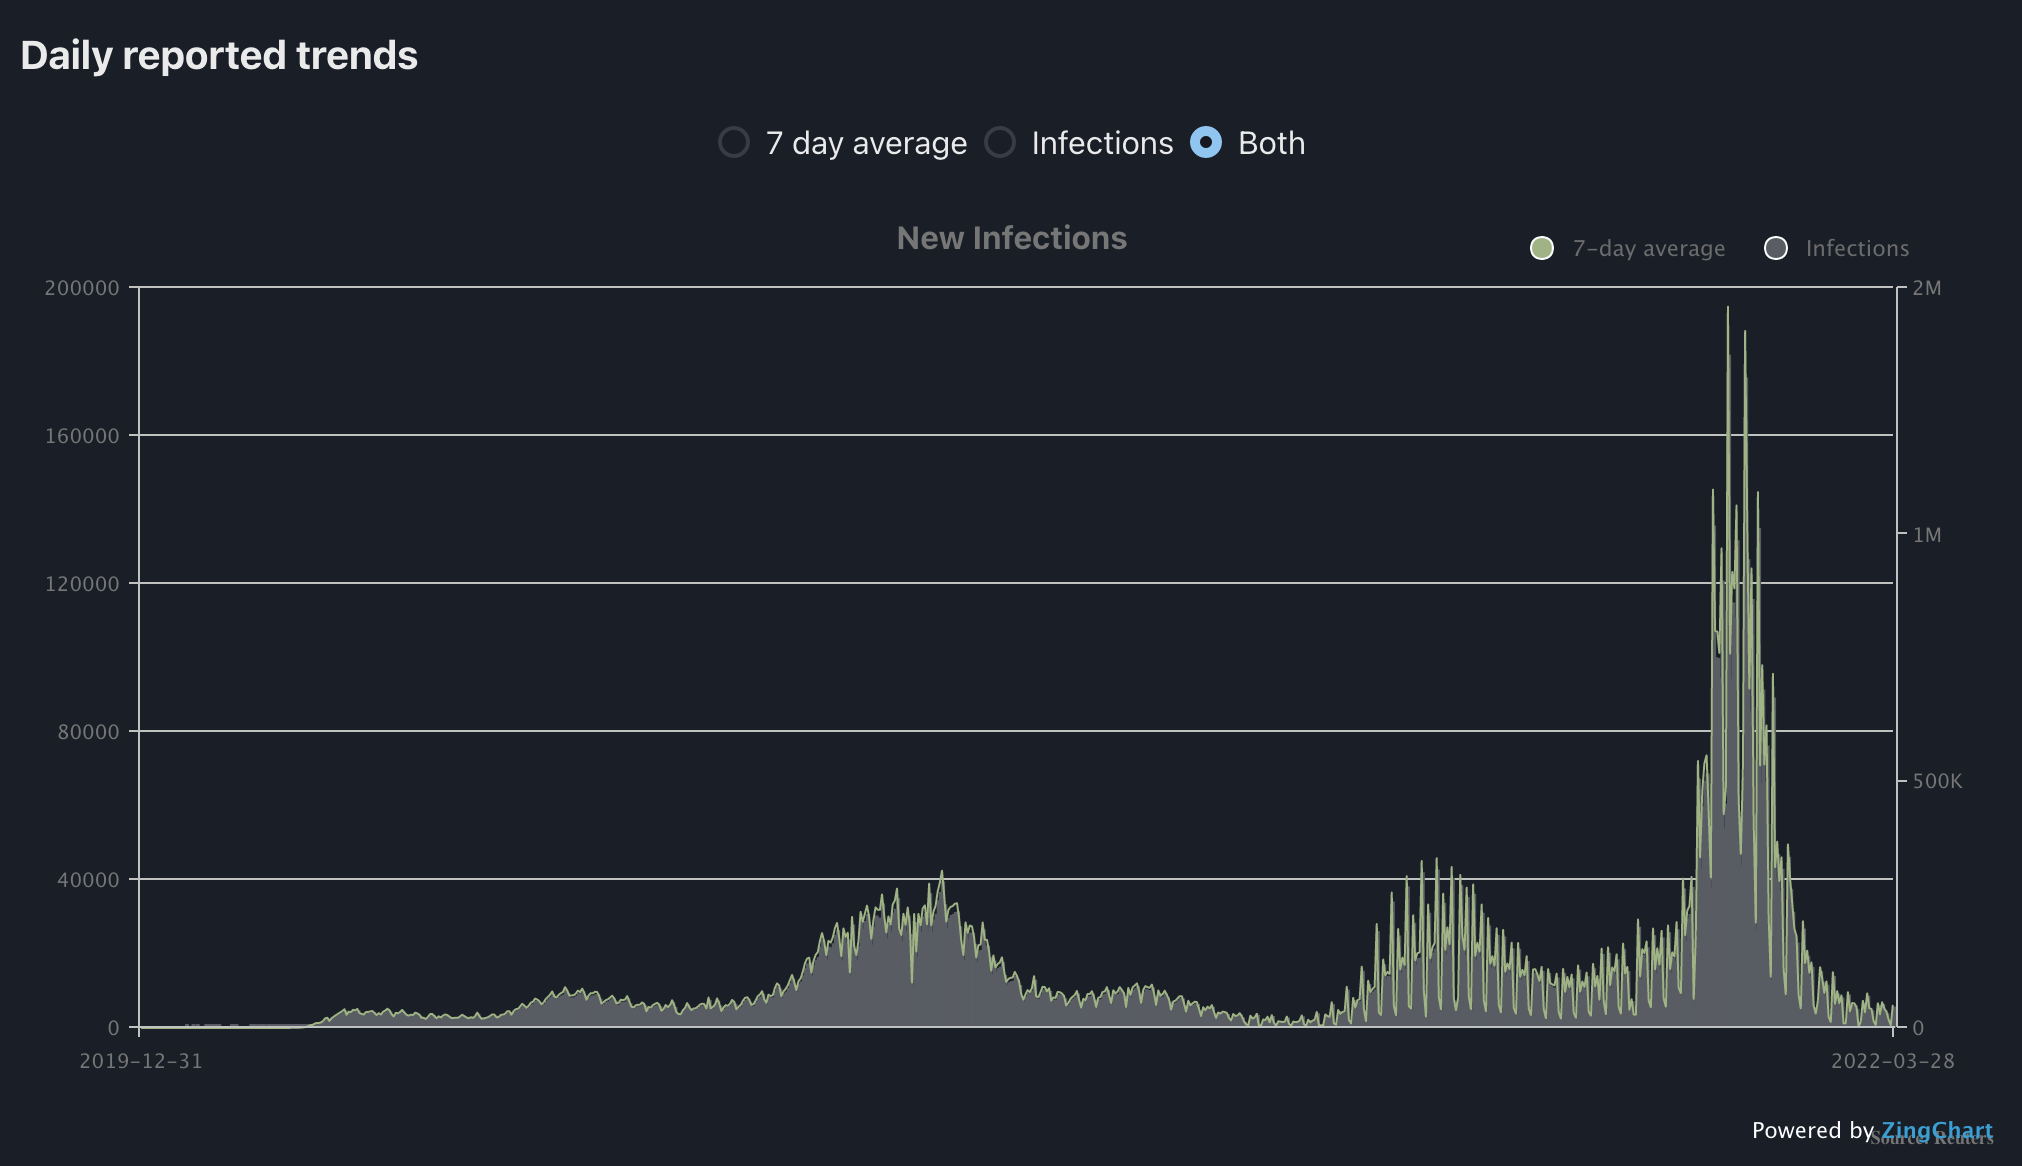 Daily reported trends
7 day average Infections Both
New Infections
7-day average Infections
200000
160000
120000
80000
40000
0
2M
1M
500K
0
2019-12-31
2022-03-28
Powered by ZingChart
Source: Reuters